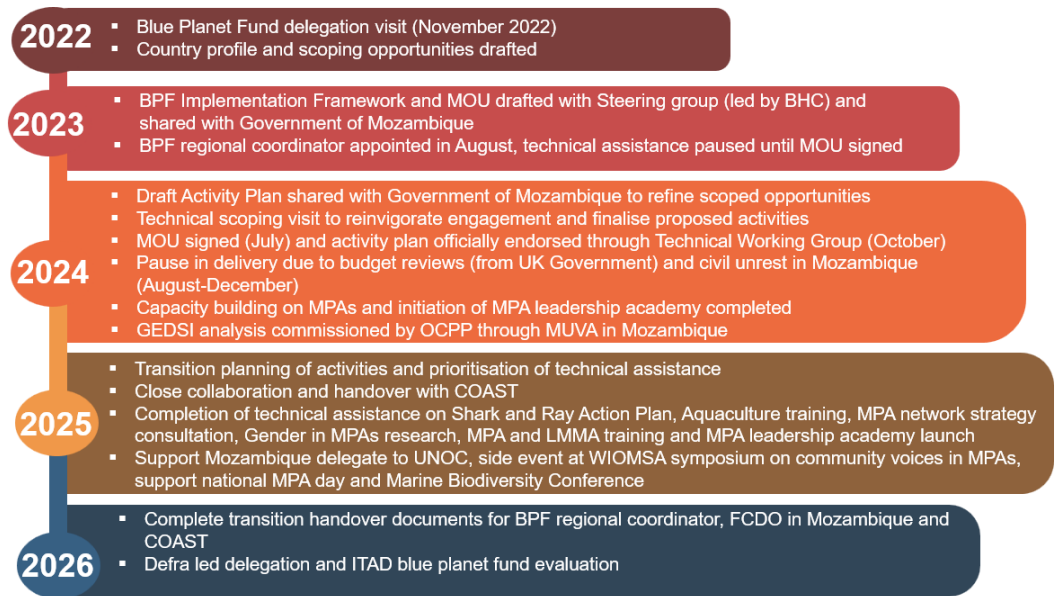 2022
▪ Blue Planet Fund delegation visit (November 2022)
▪ Country profile and scoping opportunities drafted
2023
▪ BPF Implementation Framework and MOU drafted with Steering group (led by BHC) and
shared with Government of Mozambique
▪ BPF regional coordinator appointed in August, technical assistance paused until MOU signed
2024
▪ Draft Activity Plan shared with Government of Mozambique to refine scoped opportunities
▪ Technical scoping visit to reinvigorate engagement and finalise proposed activities
▪ MOU signed (July) and activity plan officially endorsed through Technical Working Group (October)
▪ Pause in delivery due to budget reviews (from UK Government) and civil unrest in Mozambique
(August-December)
▪ Capacity building on MPAs and initiation of MPA leadership academy completed
▪ GEDSI analysis commissioned by OCPP through MUVA in Mozambique
2025
▪ Transition planning of activities and prioritisation of technical assistance
▪ Close collaboration and handover with COAST
▪ Completion of technical assistance on Shark and Ray Action Plan, Aquaculture training, MPA network strategy
consultation, Gender in MPAs research, MPA and LMMA training and MPA leadership academy launch
▪ Support Mozambique delegate to UNOC, side event at WIOMSA symposium on community voices in MPAs,
support national MPA day and Marine Biodiversity Conference
2026
▪ Complete transition handover documents for BPF regional coordinator, FCDO in Mozambique and
COAST
▪ Defra led delegation and ITAD blue planet fund evaluation